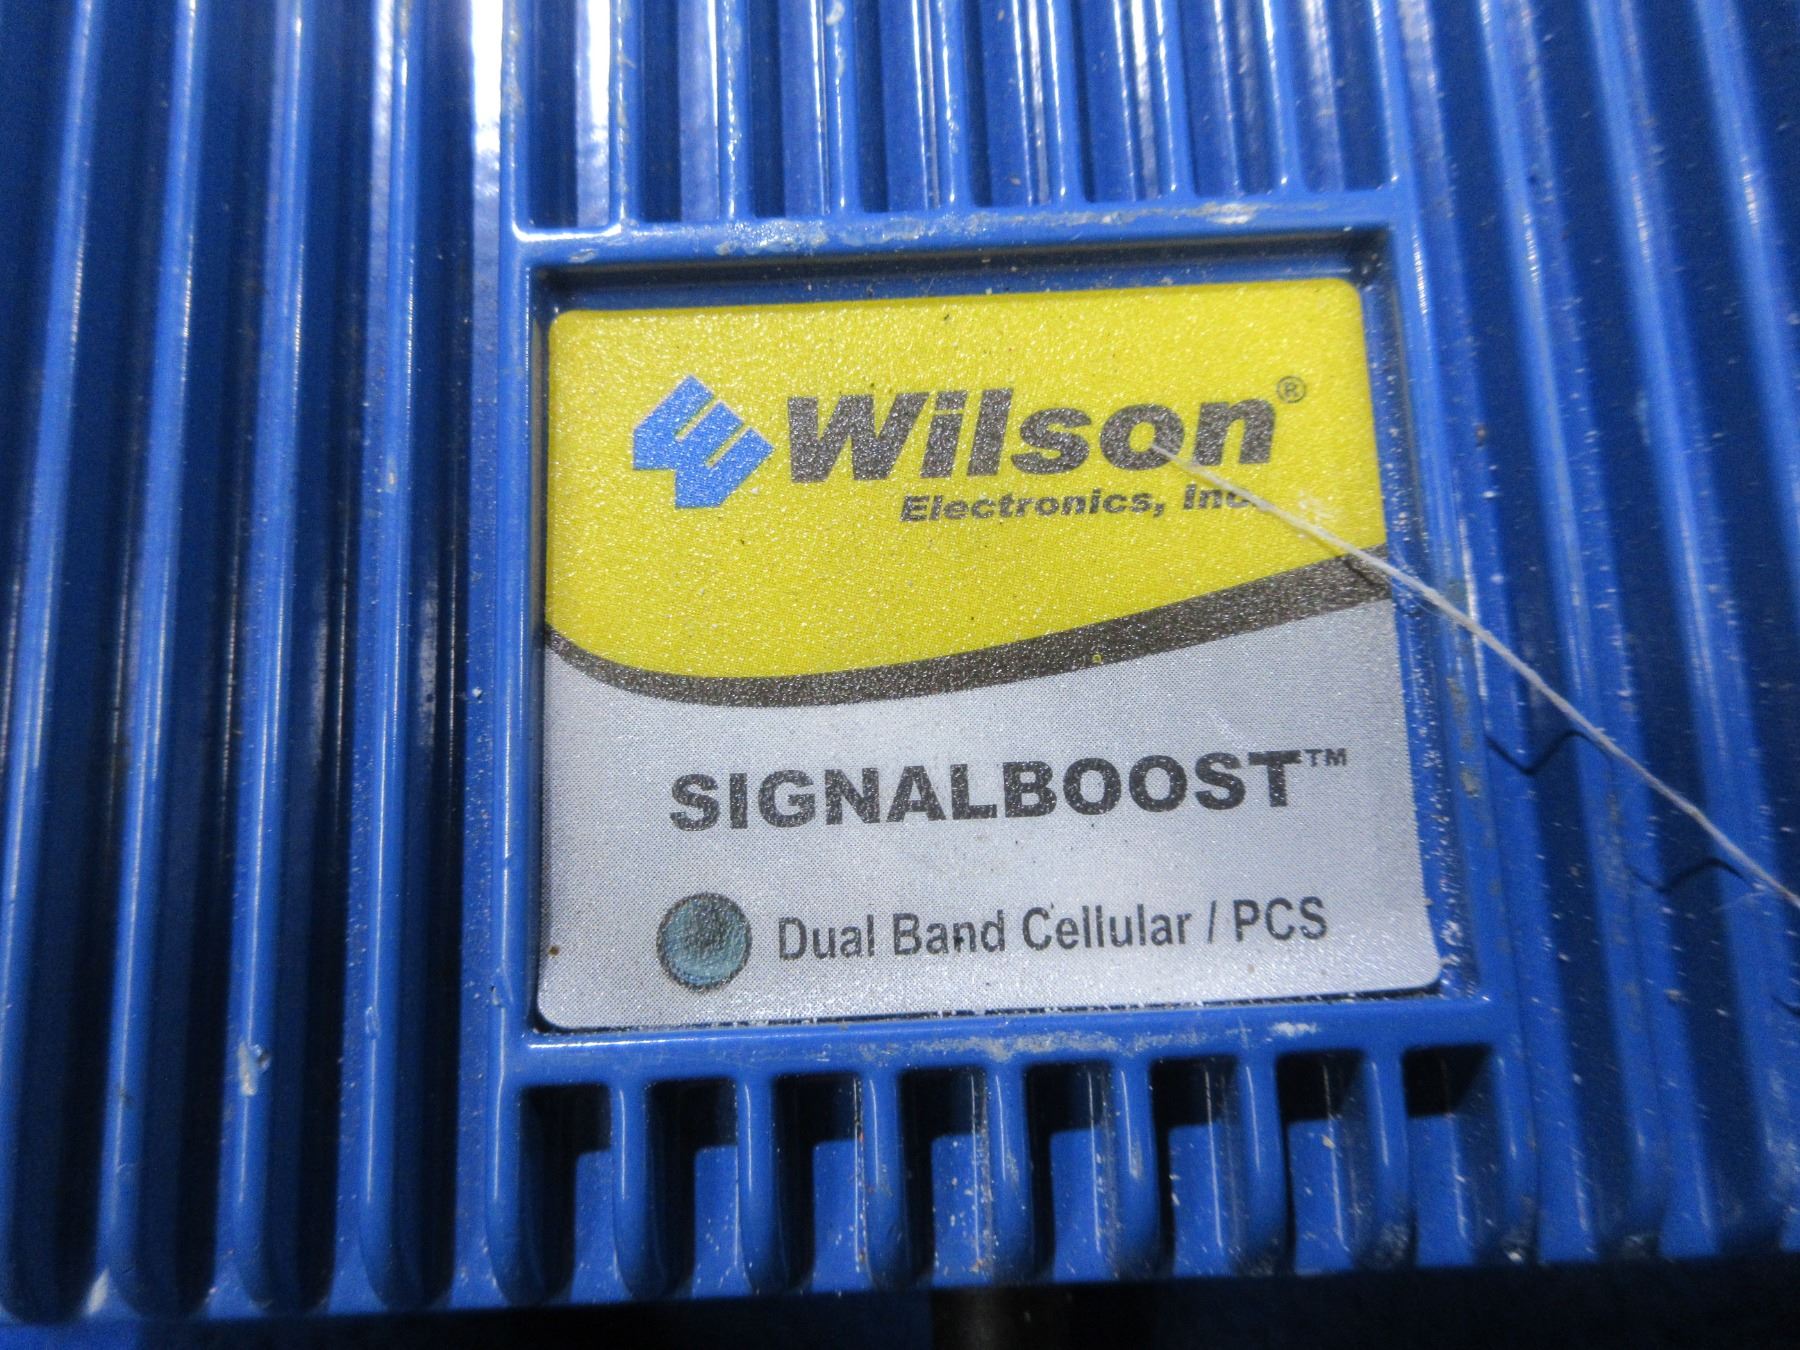 Wilson®
Electronics, Inc.
SIGNALBOOST™
Dual Band Cellular / PCS